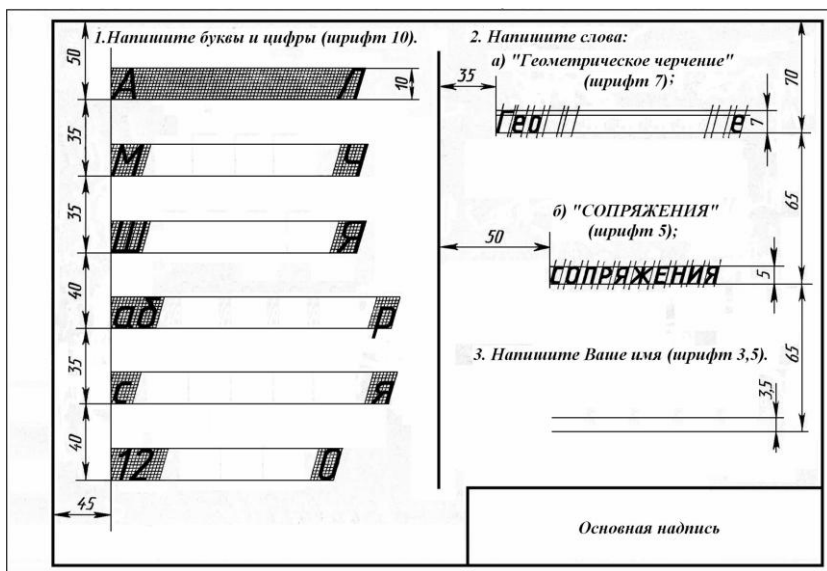 1.Напишите буквы и цифры (шрифт 10).
50
А Л
10
35
М Ч
35
Ш Я
40
аб р
35
с я
40
12 0
45
2. Напишите слова:
а) "Геометрическое черчение"
(шрифт 7);
35
70
Гео е
7
65
б) "СОПРЯЖЕНИЯ"
(шрифт 5);
50
СОПРЯЖЕНИЯ
5
3. Напишите Ваше имя (шрифт 3,5).
65
3,5
Основная надпись